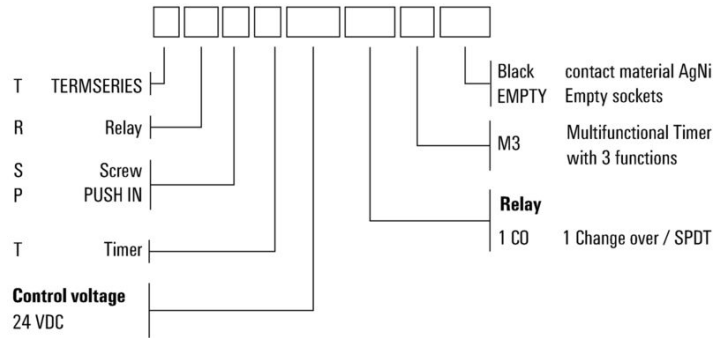 T TERMSERIES
R Relay
S Screw
P PUSH IN
T Timer
Control voltage
24 VDC
Black contact material AgNi
EMPTY Empty sockets
M3 Multifunctional Timer
with 3 functions
Relay
1 CO 1 Change over / SPDT